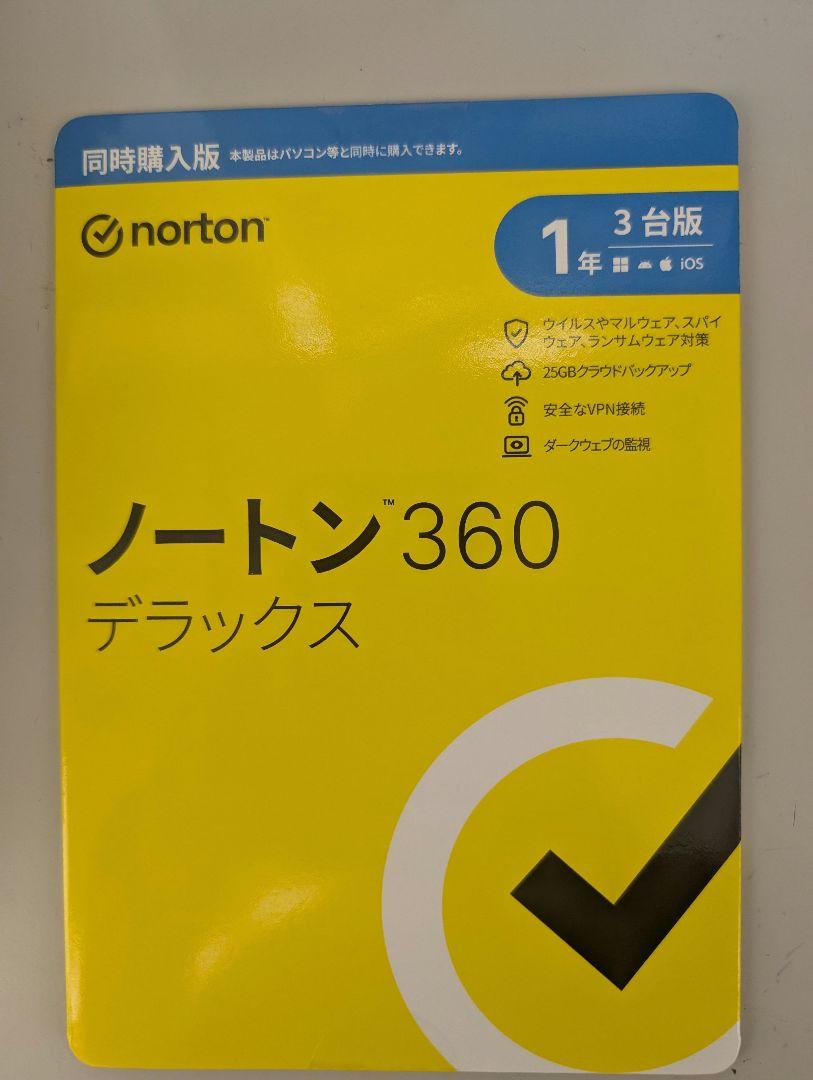 同時購入版 本製品はパソコン等と同時に購入できます。
norton™
3台版
1年
iOS
ウイルスやマルウェア、スパイ
ウェア、ランサムウェア対策
25GBクラウドバックアップ
安全なVPN接続
ダークウェブの監視
ノートン™ 360
デラックス